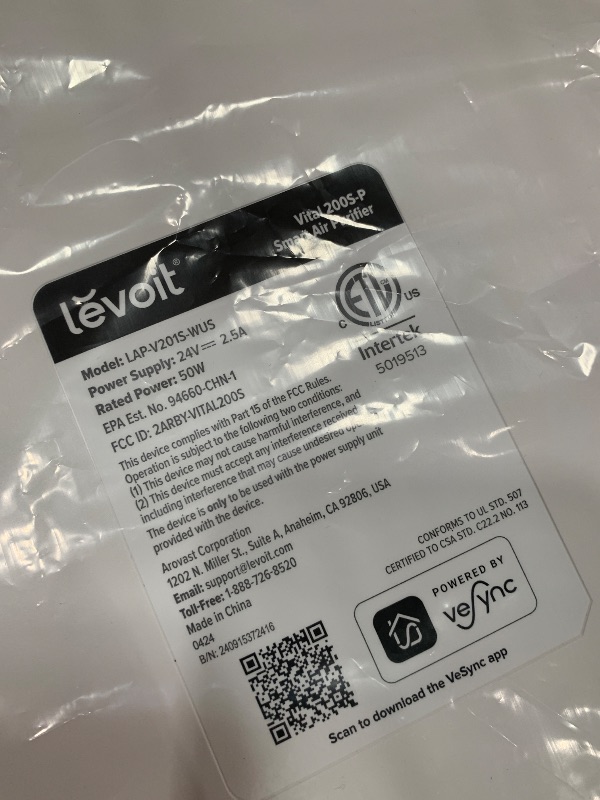 Vital 200S-P
Smart Air Purifier
levoit®
Model: LAP-V201S-WUS
Power Supply: 24V⎓ 2.5A
Rated Power: 50W
EPA Est. No. 94660-CHN-1
FCC ID: 2ARBY-VITAL200S
ETL
C US
LISTED
Intertek
5019513
This device complies with Part 15 of the FCC Rules.
Operation is subject to the following two conditions:
(1) This device may not cause harmful interference, and
(2) This device must accept any interference received
including interference that may cause undesired
The device is only to be used with the power supply unit
provided with the device.
Arovast Corporation
1202 N. Miller St., Suite A, Anaheim, CA 92806, USA
Email: support@levoit.com
Toll-Free: 1-888-726-8520
Made in China
0424
B/N: 240915372416
CONFORMS TO UL STD. 507
CERTIFIED TO CSA STD. C22.2 NO. 113
POWERED BY
vesync
Scan to download the VeSync app